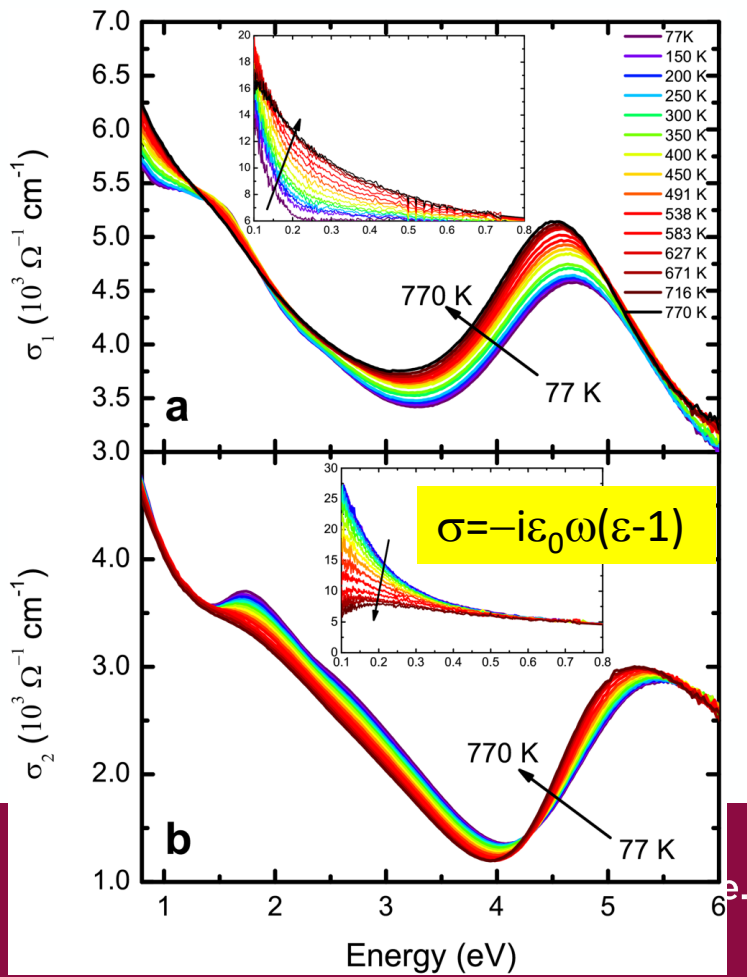 7.0
6.5
6.0
5.5
5.0
4.5
4.0
3.5
3.0
σ₁ (10³ Ω⁻¹ cm⁻¹)
20
18
16
14
12
10
8
6
0.1 0.2 0.3 0.4 0.5 0.6 0.7 0.8
77K
150 K
200 K
250 K
300 K
350 K
400 K
450 K
491 K
538 K
583 K
627 K
671 K
716 K
770 K
770 K
77 K
a
4.0
3.0
2.0
1.0
σ₂ (10³ Ω⁻¹ cm⁻¹)
30
25
20
15
10
5
0
0.1 0.2 0.3 0.4 0.5 0.6 0.7 0.8
σ=−iε₀ω(ε-1)
770 K
77 K
b
1 2 3 4 5 6
e.
Energy (eV)